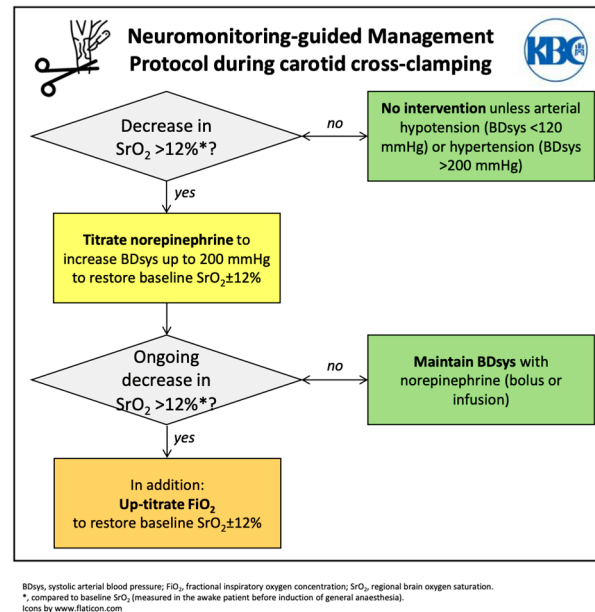 Neuromonitoring-guided Management
Protocol during carotid cross-clamping
KBC
Decrease in
SrO₂ >12%*?
no
No intervention unless arterial
hypotension (BDsys <120
mmHg) or hypertension (BDsys
>200 mmHg)
yes
Titrate norepinephrine to
increase BDsys up to 200 mmHg
to restore baseline SrO₂±12%
Ongoing
decrease in
SrO₂ >12%*?
no
Maintain BDsys with
norepinephrine (bolus or
infusion)
yes
In addition:
Up-titrate FiO₂
to restore baseline SrO₂±12%
BDsys, systolic arterial blood pressure; FiO₂, fractional inspiratory oxygen concentration; SrO₂, regional brain oxygen saturation.
*, compared to baseline SrO₂ (measured in the awake patient before induction of general anaesthesia).
Icons by www.flaticon.com